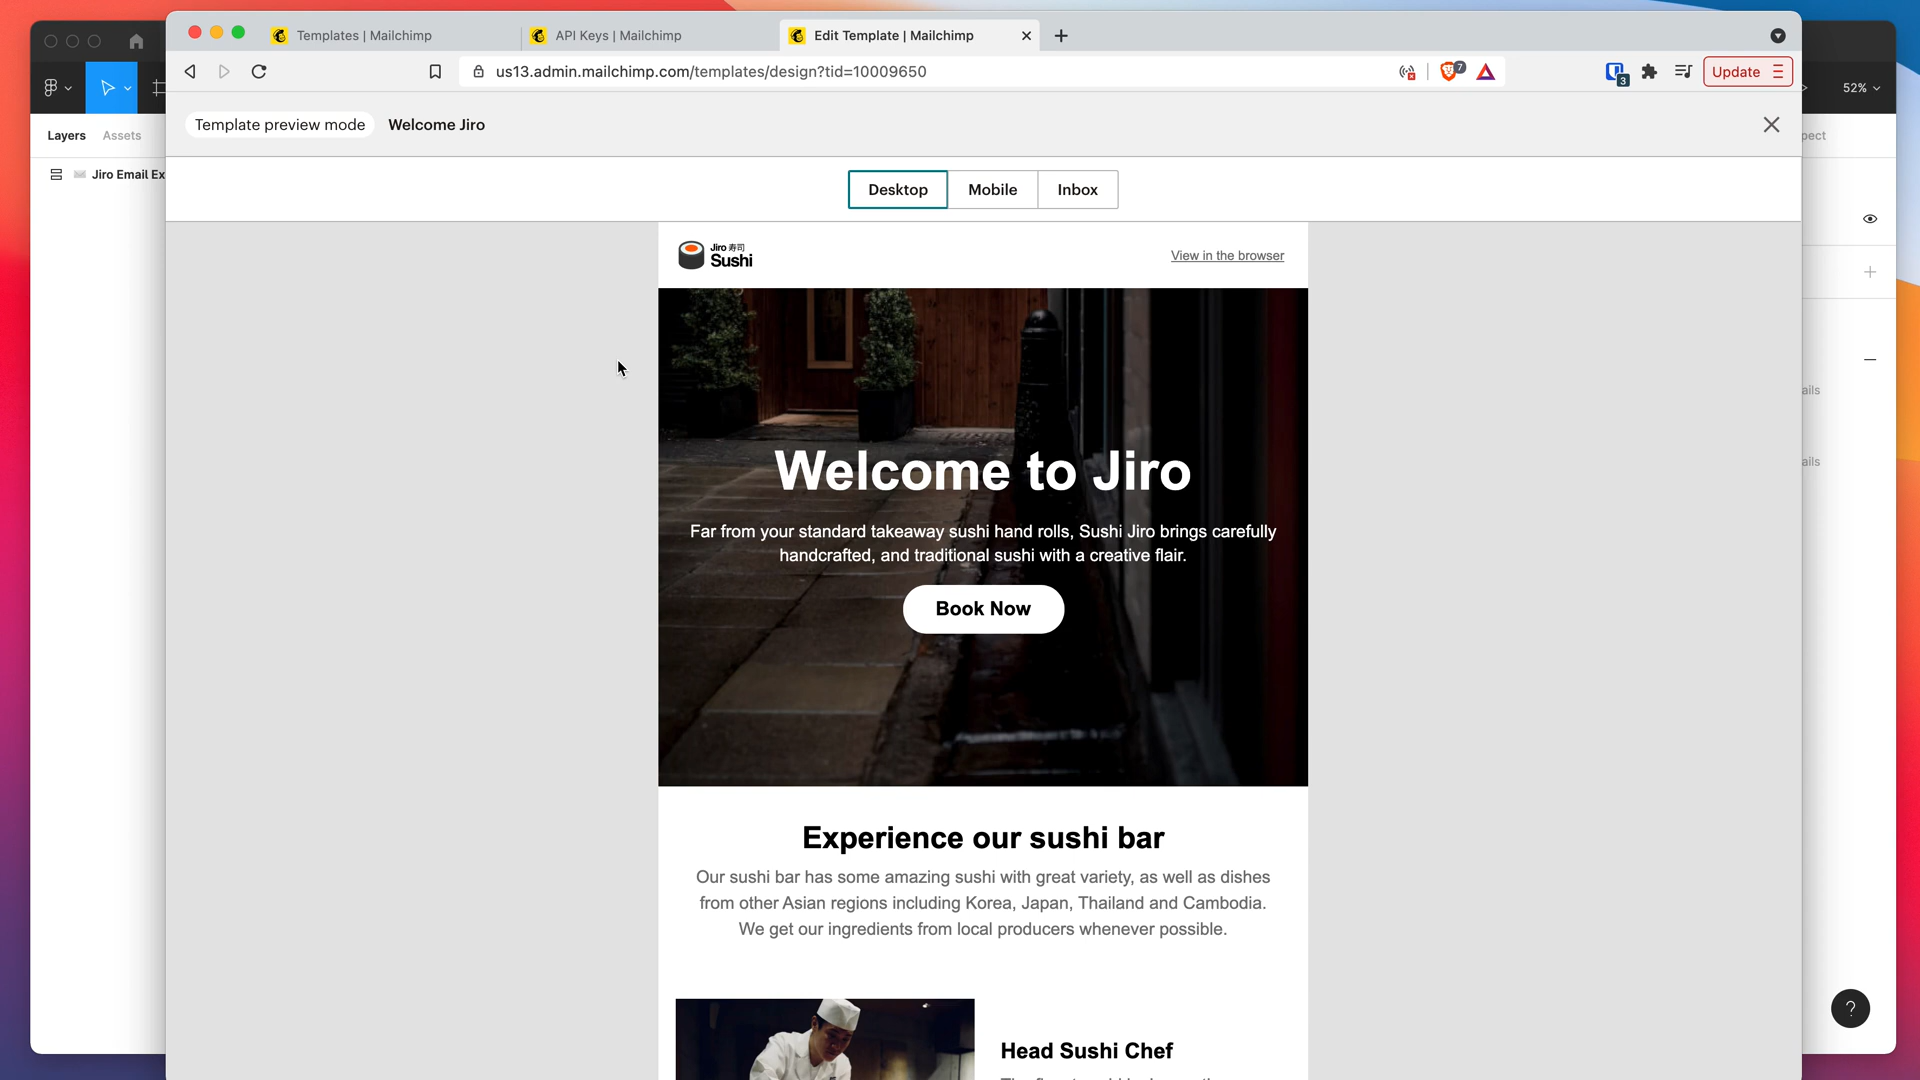 Templates | Mailchimp
API Keys | Mailchimp
Edit Template | Mailchimp
us13.admin.mailchimp.com/templates/design?tid=10009650
7
3
Update
52%
Layers
Assets
Template preview mode
Welcome Jiro
pect
Jiro Email Ex
Desktop
Mobile
Inbox
Jiro 寿司
Sushi
View in the browser
ails
ails
Welcome to Jiro
Far from your standard takeaway sushi hand rolls, Sushi Jiro brings carefully
handcrafted, and traditional sushi with a creative flair.
Book Now
Experience our sushi bar
Our sushi bar has some amazing sushi with great variety, as well as dishes
from other Asian regions including Korea, Japan, Thailand and Cambodia.
We get our ingredients from local producers whenever possible.
Head Sushi Chef
?